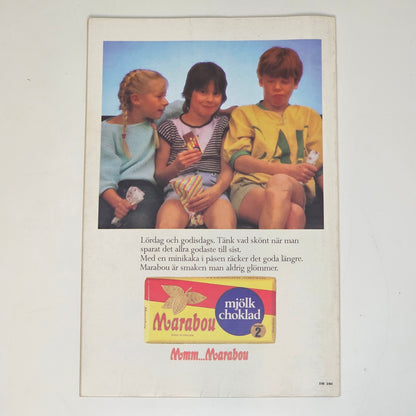 Lördag och godisdags. Tänk vad skönt när man
sparat det allra godaste till sist.
Med en minikaka i påsen räcker det goda längre.
Marabou är smaken man aldrig glömmer.
Marabou
mjölk
choklad
2
Mmm...Marabou